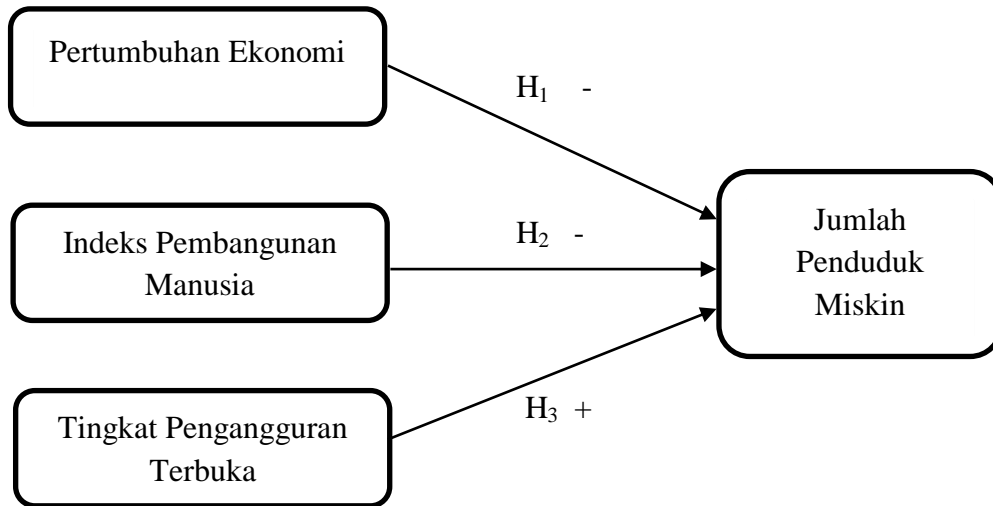 Pertumbuhan Ekonomi
H₁ -
Indeks Pembangunan
Manusia
H₂ -
Tingkat Pengangguran
Terbuka
H₃ +
Jumlah
Penduduk
Miskin